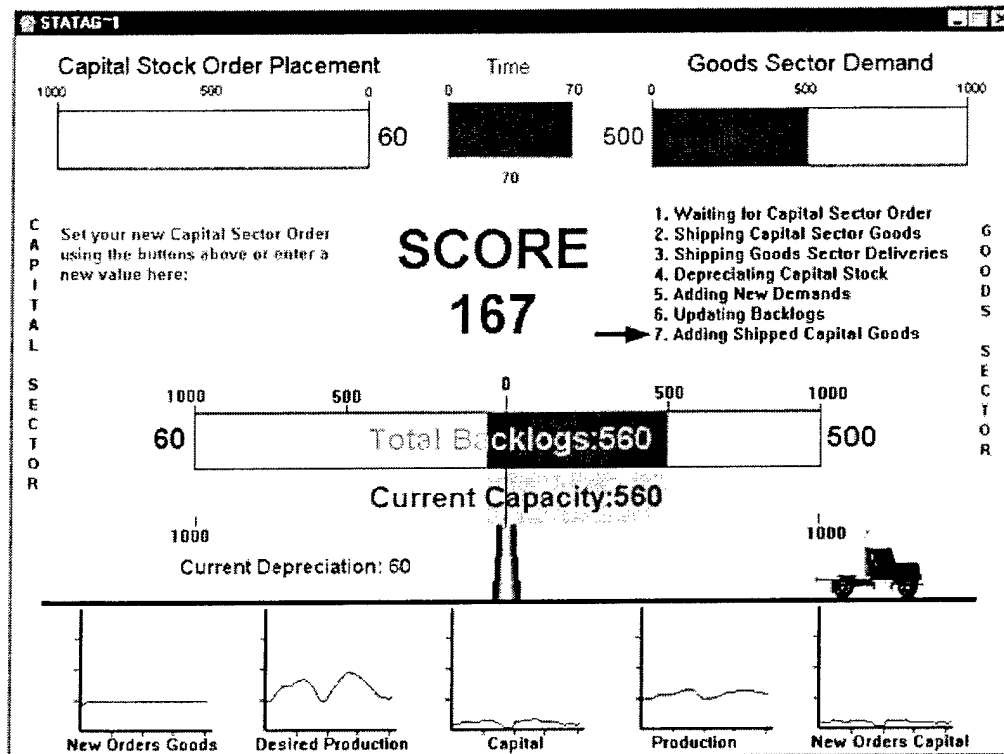 STATAG~1
Capital Stock Order Placement
Time
Goods Sector Demand
1000 500 0
0 70
0 500 1000
60
500
70
CAPITAL SECTOR
Set your new Capital Sector Order
using the buttons above or enter a
new value here:
SCORE
167
1. Waiting for Capital Sector Order
2. Shipping Capital Sector Goods
3. Shipping Goods Sector Deliveries
4. Depreciating Capital Stock
5. Adding New Demands
6. Updating Backlogs
7. Adding Shipped Capital Goods
GOODS SECTOR
1000 500 0 500 1000
60 Total Backlogs:560 500
Current Capacity:560
1000 1000
Current Depreciation: 60
New Orders Goods
Desired Production
Capital
Production
New Orders Capital